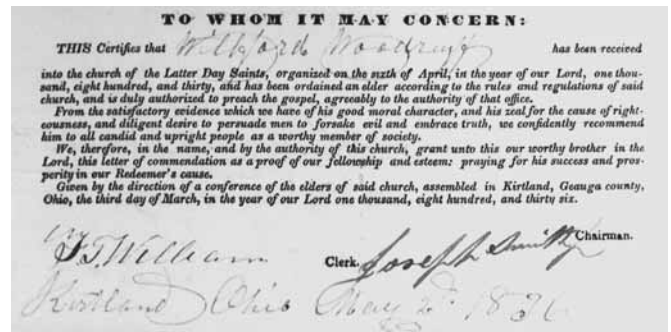 TO WHOM IT MAY CONCERN:
THIS Certifies that Wilford Woodruff has been received
into the church of the Latter Day Saints, organized on the sixth of April, in the year of our Lord, one thou-
sand, eight hundred, and thirty, and has been ordained an elder according to the rules and regulations of said
church, and is duly authorized to preach the gospel, agreeably to the authority of that office.
From the satisfactory evidence which we have of his good moral character, and his zeal for the cause of right-
eousness, and diligent desire to persuade men to forsake evil and embrace truth, we confidently recommend
him to all candid and upright people as a worthy member of society.
We, therefore, in the name, and by the authority of this church, grant unto this our worthy brother in the
Lord, this letter of commendation as a proof of our fellowship and esteem: praying for his success and pros-
perity in our Redeemer's cause.
Given by the direction of a conference of the elders of said church, assembled in Kirtland, Geauga county,
Ohio, the third day of March, in the year of our Lord one thousand, eight hundred, and thirty six.
William Clerk. Joseph Smith Chairman.
Kirtland Ohio May 2d 1836